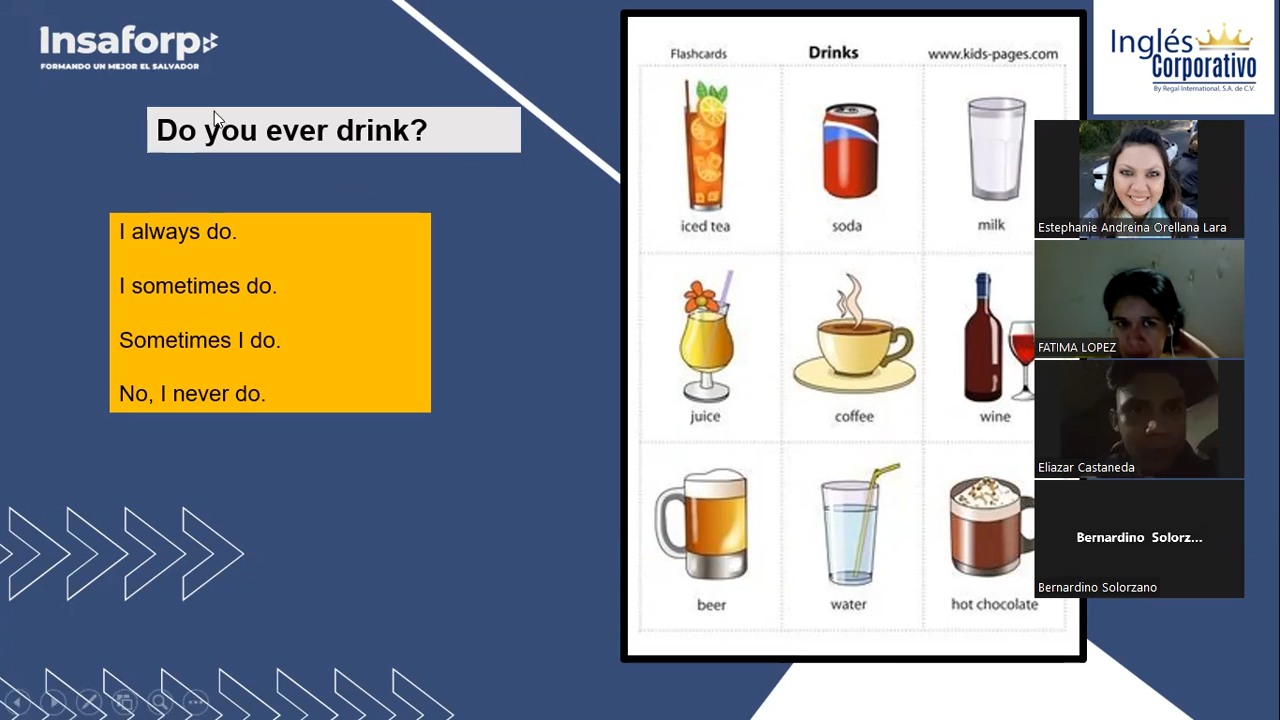 Insaforp
FORMANDO UN MEJOR EL SALVADOR
Do you ever drink?
I always do.
I sometimes do.
Sometimes I do.
No, I never do.
Flashcards Drinks www.kids-pages.com
iced tea soda milk
juice coffee wine
beer water hot chocolate
Inglés
Corporativo
By Regal International, S.A. de C.V.
Estephanie Andreina Orellana Lara
FATIMA LOPEZ
Eliazar Castaneda
Bernardino Solorz...
Bernardino Solorzano